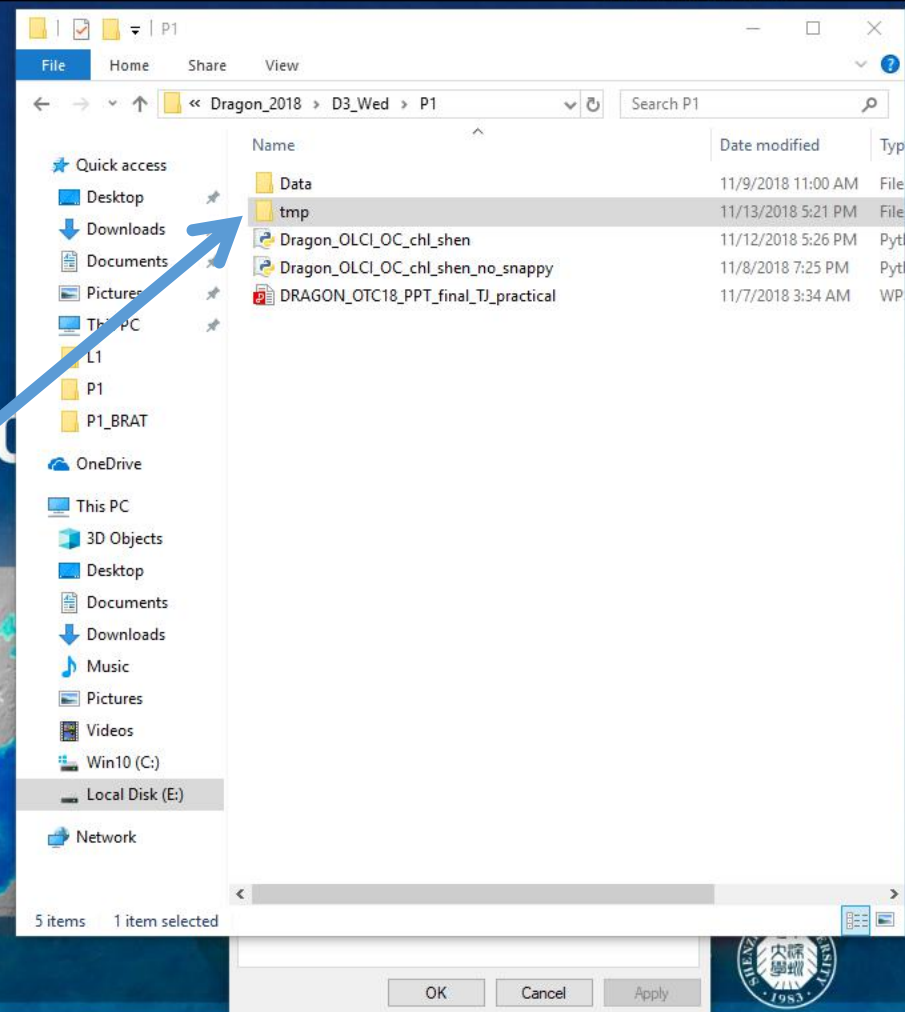 P1
File Home Share View
« Dragon_2018 › D3_Wed › P1 Search P1
Name Date modified Typ
Quick access
Desktop
Downloads
Documents
Pictures
This PC
L1
P1
P1_BRAT
OneDrive
This PC
3D Objects
Desktop
Documents
Downloads
Music
Pictures
Videos
Win10 (C:)
Local Disk (E:)
Network
Data 11/9/2018 11:00 AM File
tmp 11/13/2018 5:21 PM File
Dragon_OLCI_OC_chl_shen 11/12/2018 5:26 PM Pyt
Dragon_OLCI_OC_chl_shen_no_snappy 11/8/2018 7:25 PM Pyt
DRAGON_OTC18_PPT_final_TJ_practical 11/7/2018 3:34 AM WP
5 items 1 item selected
OK Cancel Apply
1983